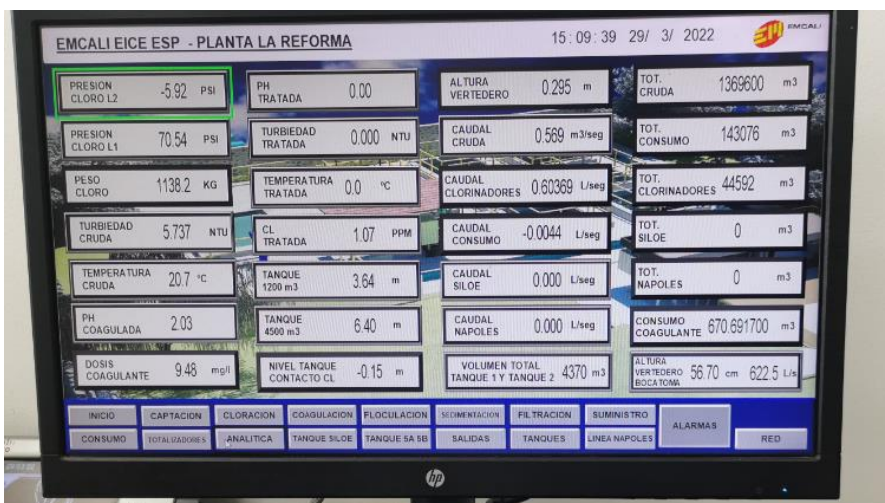 EMCALI EICE ESP - PLANTA LA REFORMA
15:09:39 29/ 3/ 2022
EMCALI
PRESION CLORO L2 -5.92 PSI
PRESION CLORO L1 70.54 PSI
PESO CLORO 1138.2 KG
TURBIEDAD CRUDA 5.737 NTU
TEMPERATURA CRUDA 20.7 °C
PH COAGULADA 2.03
DOSIS COAGULANTE 9.48 mg/l
PH TRATADA 0.00
TURBIEDAD TRATADA 0.000 NTU
TEMPERATURA TRATADA 0.0 °C
CL TRATADA 1.07 PPM
TANQUE 1200 m3 3.64 m
TANQUE 4500 m3 6.40 m
NIVEL TANQUE CONTACTO CL -0.15 m
ALTURA VERTEDERO 0.295 m
CAUDAL CRUDA 0.569 m3/seg
CAUDAL CLORINADORES 0.60369 L/seg
CAUDAL CONSUMO -0.0044 L/seg
CAUDAL SILOE 0.000 L/seg
CAUDAL NAPOLES 0.000 L/seg
VOLUMEN TOTAL TANQUE 1 Y TANQUE 2 4370 m3
TOT. CRUDA 1369600 m3
TOT. CONSUMO 143076 m3
TOT. CLORINADORES 44592 m3
TOT. SILOE 0 m3
TOT. NAPOLES 0 m3
CONSUMO COAGULANTE 670.691700 m3
ALTURA VERTEDERO BOCATOMA 56.70 cm 622.5 L/s
INICIO CAPTACION CLORACION COAGULACION FLOCULACION SEDIMENTACION FILTRACION SUMINISTRO ALARMAS
CONSUMO TOTALIZADORES ANALITICA TANQUE SILOE TANQUE 5A 5B SALIDAS TANQUES LINEA NAPOLES RED
hp